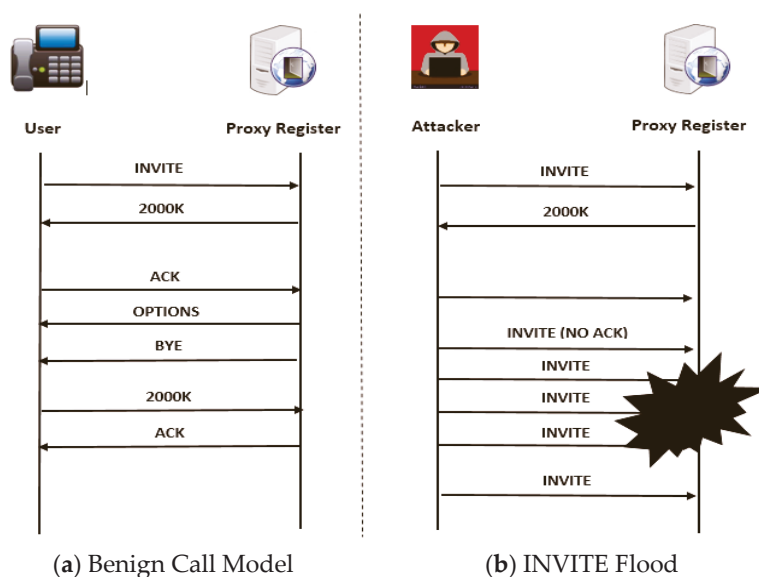 User
Proxy Register
INVITE
2000K
ACK
OPTIONS
BYE
2000K
ACK
(a) Benign Call Model
Attacker
Proxy Register
INVITE
2000K
INVITE (NO ACK)
INVITE
INVITE
INVITE
INVITE
(b) INVITE Flood